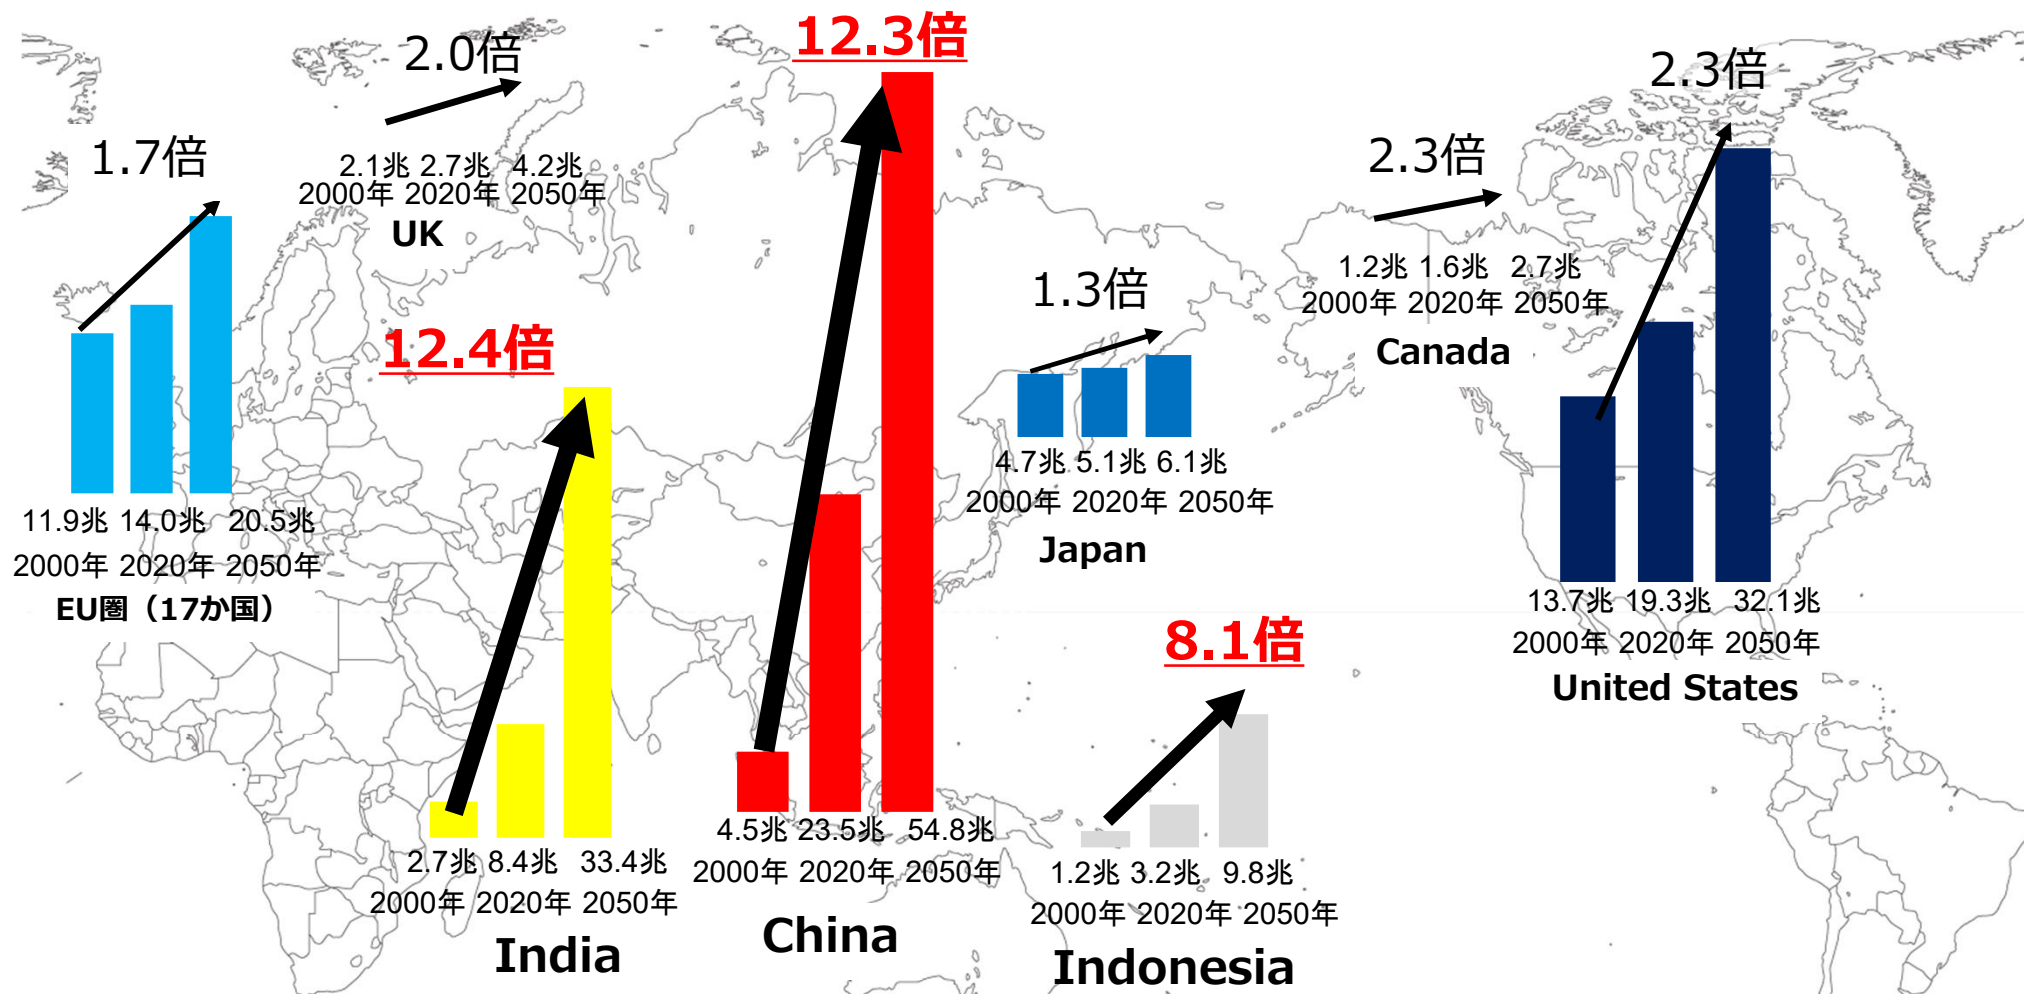 1.7倍
11.9兆 14.0兆 20.5兆
2000年 2020年 2050年
EU圏（17か国）
2.0倍
2.1兆 2.7兆 4.2兆
2000年 2020年 2050年
UK
12.4倍
2.7兆 8.4兆 33.4兆
2000年 2020年 2050年
India
12.3倍
4.5兆 23.5兆 54.8兆
2000年 2020年 2050年
China
1.3倍
4.7兆 5.1兆 6.1兆
2000年 2020年 2050年
Japan
8.1倍
1.2兆 3.2兆 9.8兆
2000年 2020年 2050年
Indonesia
2.3倍
1.2兆 1.6兆 2.7兆
2000年 2020年 2050年
Canada
2.3倍
13.7兆 19.3兆 32.1兆
2000年 2020年 2050年
United States